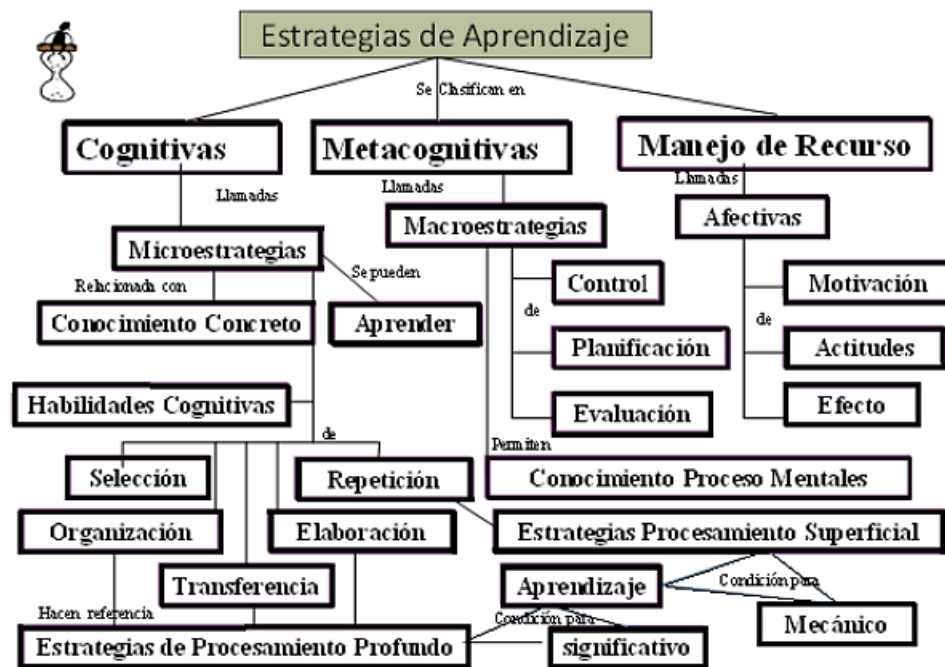 Estrategias de Aprendizaje
Se Clasifican en
Cognitivas
Metacognitivas
Manejo de Recurso
Llamadas
Llamadas
Llamadas
Microestrategias
Macroestrategias
Afectivas
Relacionada con
Se pueden
Conocimiento Concreto
Aprender
Control
de
Planificación
Evaluación
Motivación
de
Actitudes
Efecto
Habilidades Cognitivas
de
Permiten
Selección
Repetición
Conocimiento Proceso Mentales
Organización
Elaboración
Estrategias Procesamiento Superficial
Transferencia
Aprendizaje
Condición para
Hacen referencia
Condición para
Mecánico
Estrategias de Procesamiento Profundo
significativo